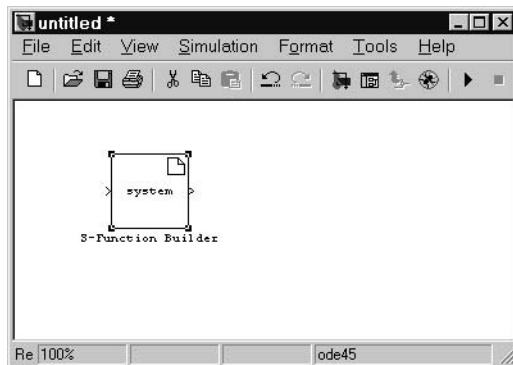 untitled *
File Edit View Simulation Format Tools Help
system
S-Function Builder
Re 100% ode45